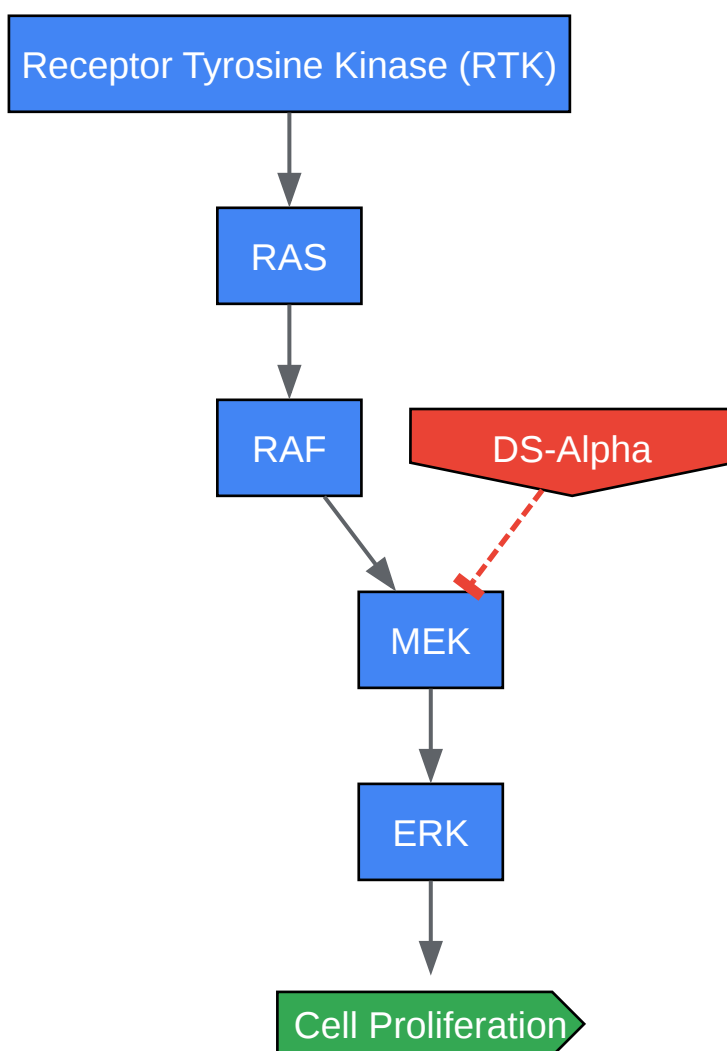 Receptor Tyrosine Kinase (RTK)
RAS
RAF
DS-Alpha
MEK
ERK
Cell Proliferation